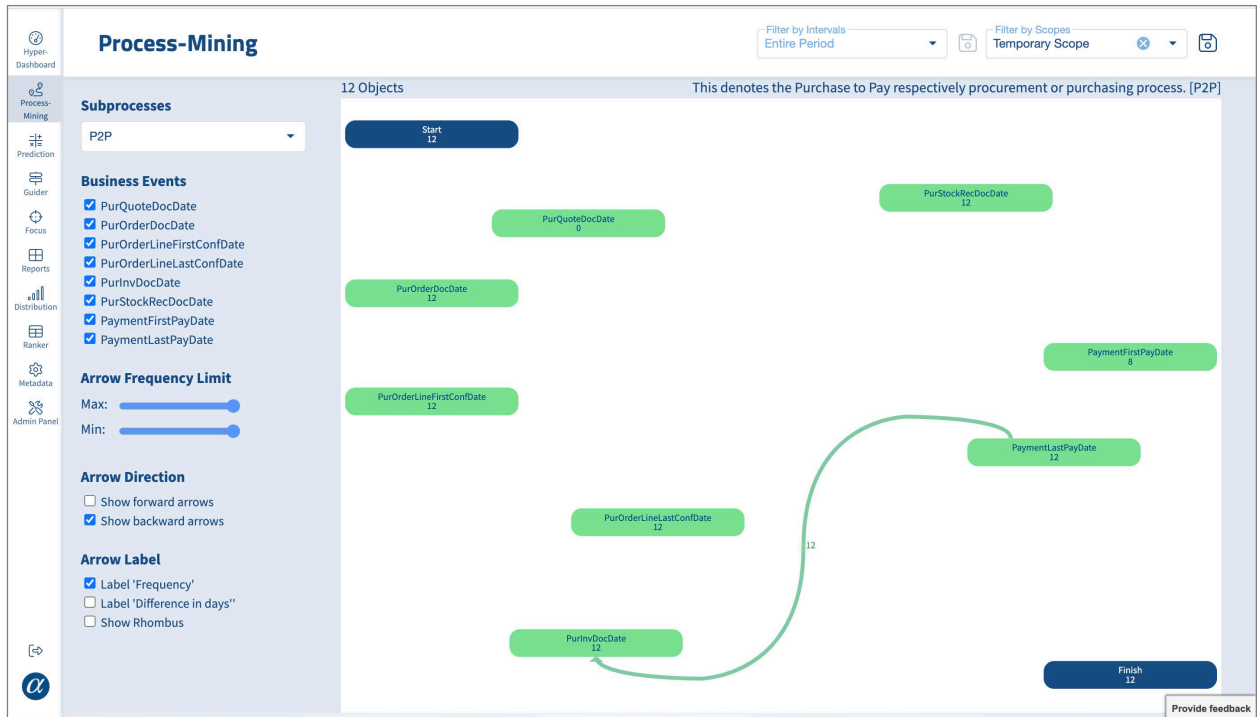 Hyper-
Dashboard
Process-
Mining
Prediction
Guider
Focus
Reports
Distribution
Ranker
Metadata
Admin Panel
α
Process-Mining
Filter by Intervals
Entire Period
Filter by Scopes
Temporary Scope
Subprocesses
P2P
Business Events
PurQuoteDocDate
PurOrderDocDate
PurOrderLineFirstConfDate
PurOrderLineLastConfDate
PurInvDocDate
PurStockRecDocDate
PaymentFirstPayDate
PaymentLastPayDate
Arrow Frequency Limit
Max:
Min:
Arrow Direction
Show forward arrows
Show backward arrows
Arrow Label
Label 'Frequency'
Label 'Difference in days''
Show Rhombus
12 Objects
This denotes the Purchase to Pay respectively procurement or purchasing process. [P2P]
Start
12
PurStockRecDocDate
12
PurQuoteDocDate
0
PurOrderDocDate
12
PaymentFirstPayDate
8
PurOrderLineFirstConfDate
12
PaymentLastPayDate
12
PurOrderLineLastConfDate
12
12
PurInvDocDate
12
Finish
12
Provide feedback